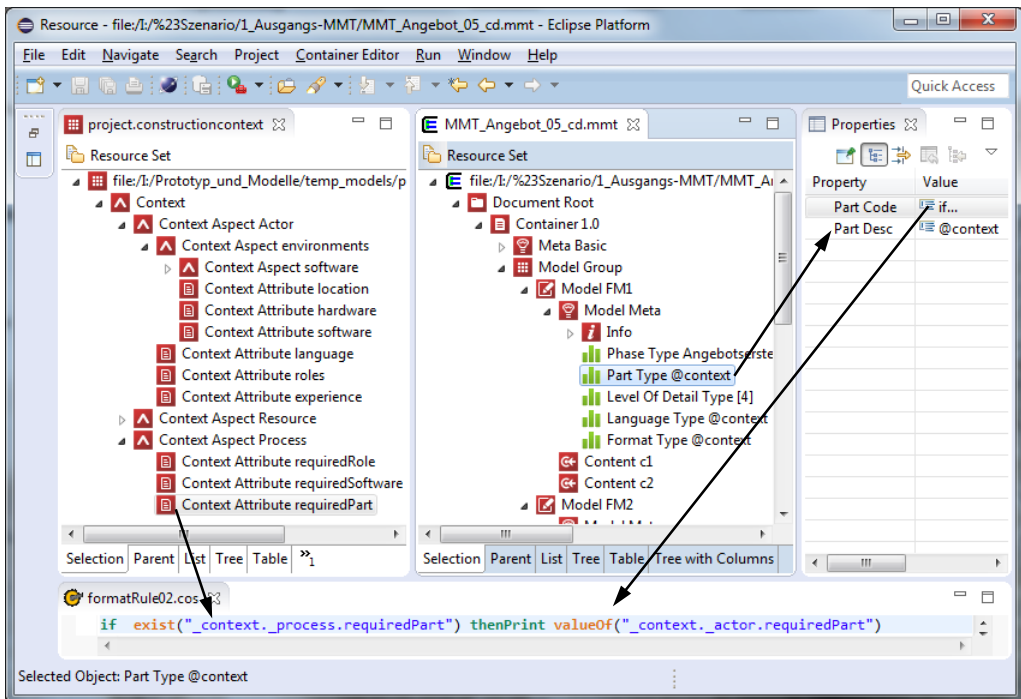 Resource - file:/I:/%23Szenario/1_Ausgangs-MMT/MMT_Angebot_05_cd.mmt - Eclipse Platform
File Edit Navigate Search Project Container Editor Run Window Help
Quick Access
project.constructioncontext
Resource Set
file:/I:/Prototyp_und_Modelle/temp_models/p
Context
Context Aspect Actor
Context Aspect environments
Context Aspect software
Context Attribute location
Context Attribute hardware
Context Attribute software
Context Attribute language
Context Attribute roles
Context Attribute experience
Context Aspect Resource
Context Aspect Process
Context Attribute requiredRole
Context Attribute requiredSoftware
Context Attribute requiredPart
Selection Parent List Tree Table »1
MMT_Angebot_05_cd.mmt
Resource Set
file:/I:/%23Szenario/1_Ausgangs-MMT/MMT_A
Document Root
Container 1.0
Meta Basic
Model Group
Model FM1
Model Meta
Info
Phase Type Angebotserste
Part Type @context
Level Of Detail Type [4]
Language Type @context
Format Type @context
Content c1
Content c2
Model FM2
Selection Parent List Tree Table Tree with Columns
Properties
Property Value
Part Code if...
Part Desc @context
formatRule02.cos
if exist("_context._process.requiredPart") thenPrint valueOf("_context._actor.requiredPart")
Selected Object: Part Type @context